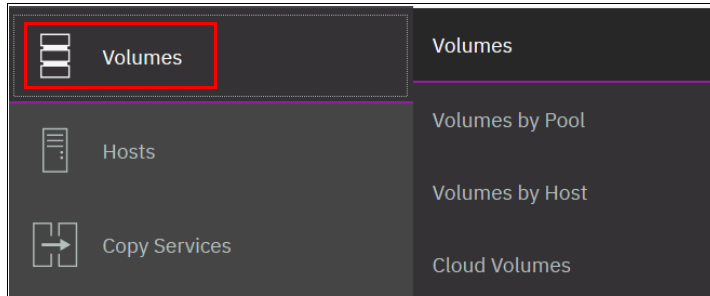 Volumes
Hosts
Copy Services
Volumes
Volumes by Pool
Volumes by Host
Cloud Volumes